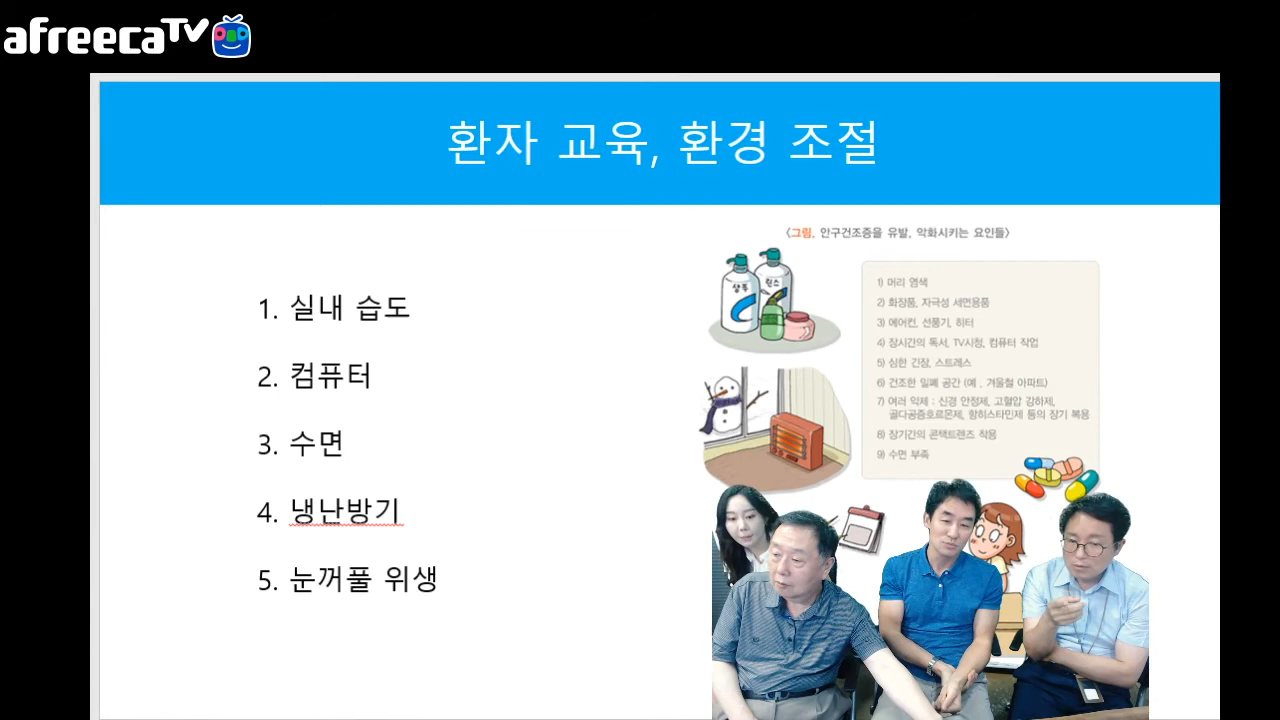 afreecaTV
환자 교육, 환경 조절
1. 실내 습도
2. 컴퓨터
3. 수면
4. 냉난방기
5. 눈꺼풀 위생
〈그림. 안구건조증을 유발, 악화시키는 요인들〉
샴푸
린스
1) 머리 염색
2) 화장품, 자극성 세면용품
3) 에어컨, 선풍기, 히터
4) 장시간의 독서, TV시청, 컴퓨터 작업
5) 심한 긴장, 스트레스
6) 건조한 밀폐 공간 (예 , 겨울철 아파트)
7) 여러 약제 : 신경 안정제, 고혈압 강하제,
골다공증호르몬제, 항히스타민제 등의 장기 복용
8) 장기간의 콘택트렌즈 착용
9) 수면 부족